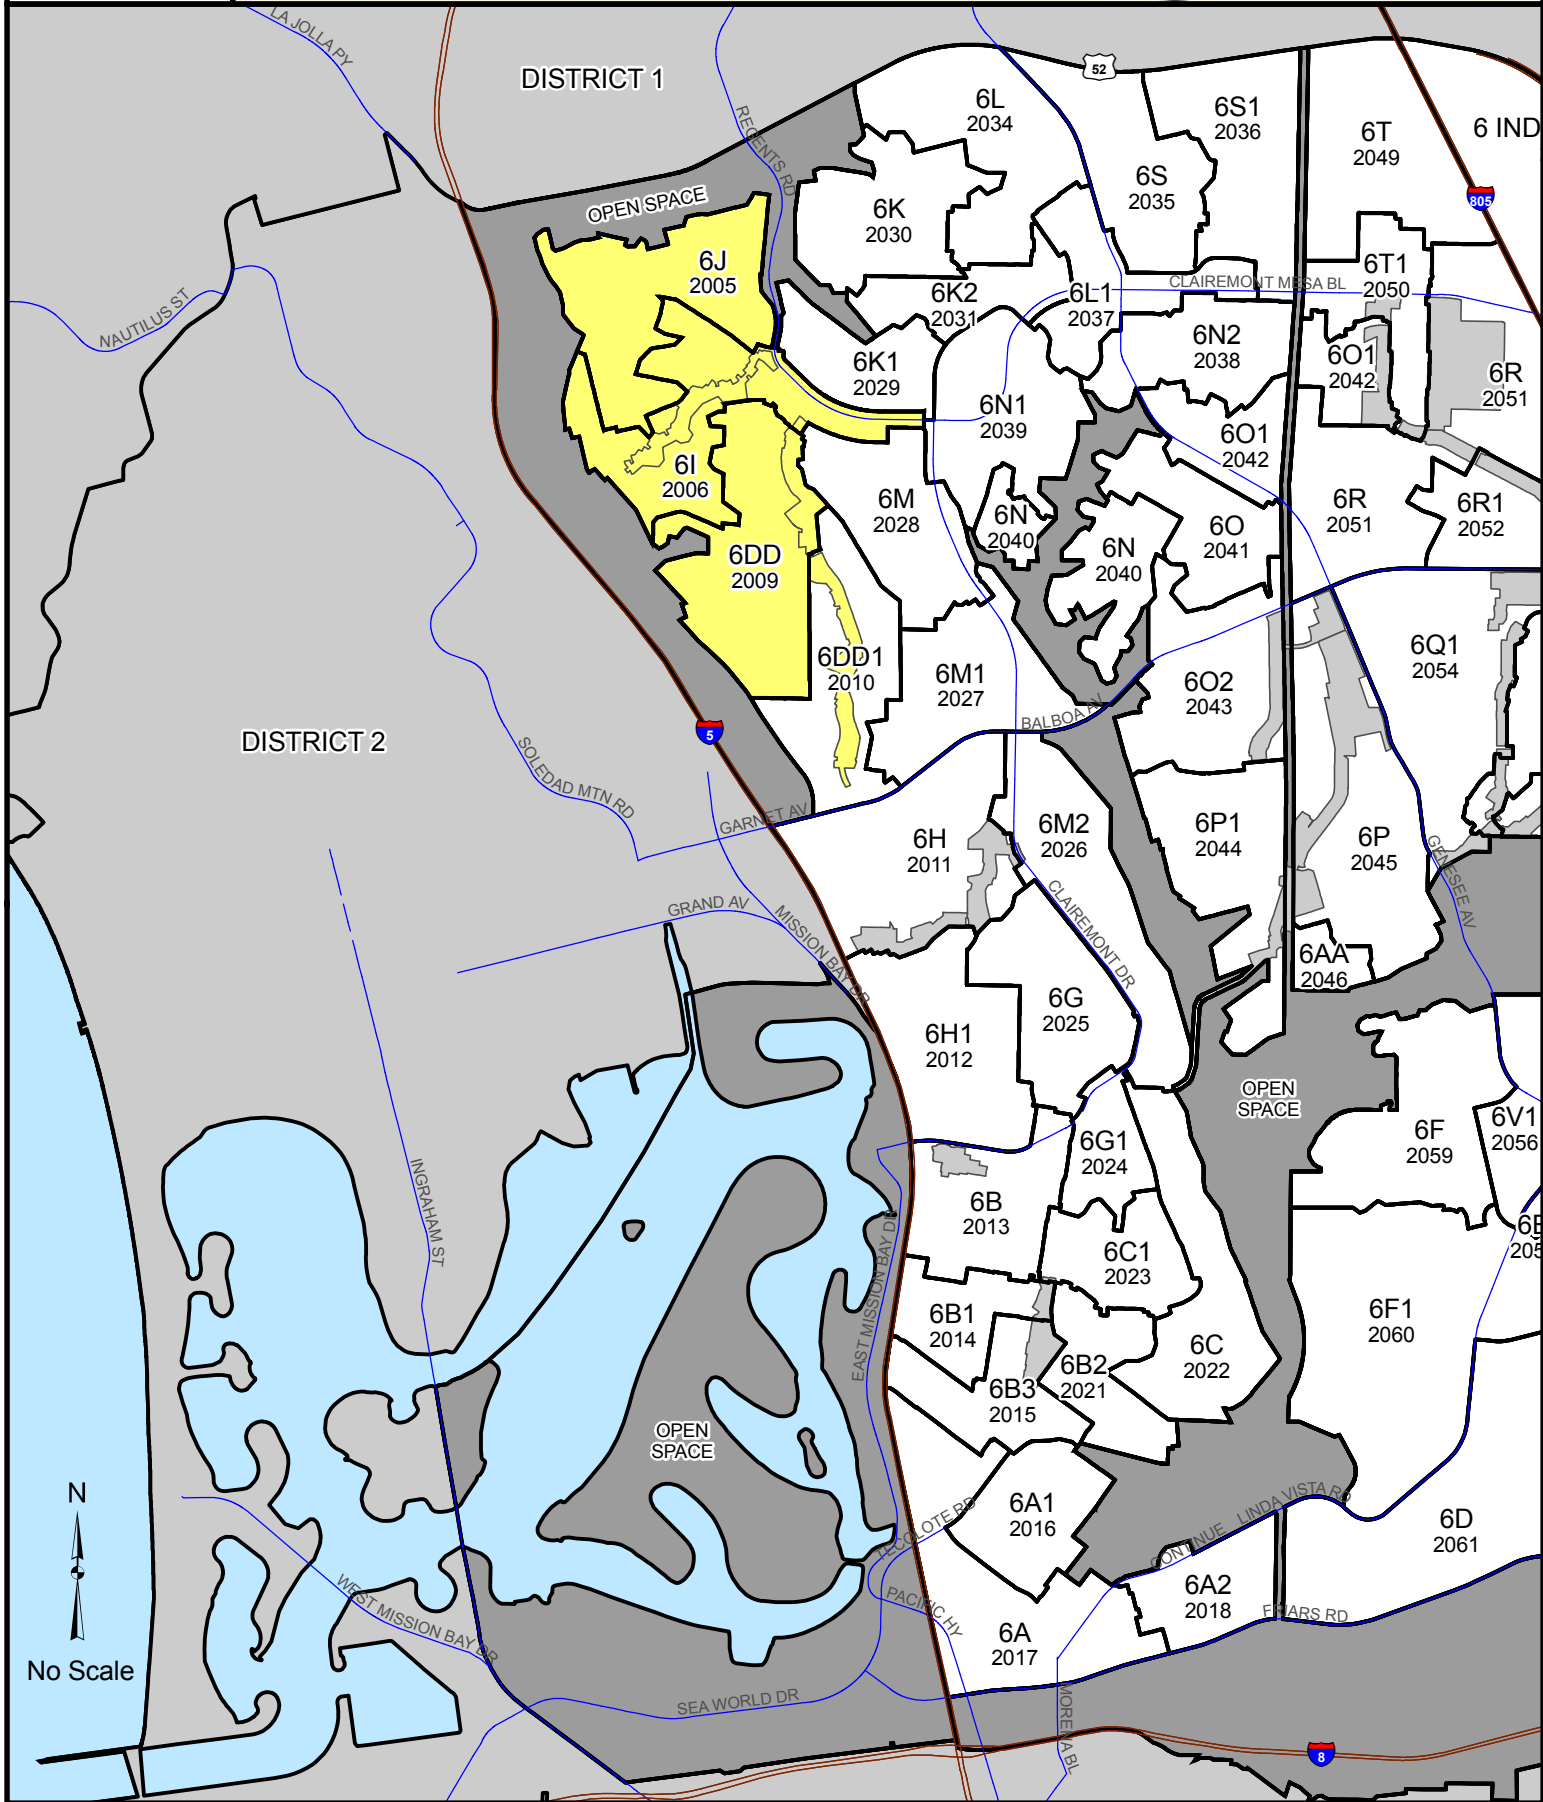 LA JOLLA PY
DISTRICT 1
52
6L
2034
6S1
2036
6T
2049
6 IND
REGENTS RD
6S
2035
805
OPEN SPACE
6K
2030
6J
2005
6T1
2050
CLAIREMONT MESA BL
6K2
2031
6L1
2037
NAUTILUS ST
6N2
2038
6K1
2029
6O1
2042
6R
2051
6N1
2039
6O1
2042
6I
2006
6M
2028
6N
2040
6O
2041
6R
2051
6R1
2052
6DD
2009
6N
2040
6DD1
2010
6M1
2027
6O2
2043
6Q1
2054
BALBOA AV
DISTRICT 2
5
SOLEDAD MTN RD
GARNET AV
6H
2011
6M2
2026
6P1
2044
6P
2045
GENESEE AV
GRAND AV
MISSION BAY DR
CLAIREMONT DR
6AA
2046
6G
2025
6H1
2012
OPEN
SPACE
6F
2059
6V1
2056
6G1
2024
INGRAHAM ST
6B
2013
EAST MISSION BAY DR
6C1
2023
6B1
2014
6F1
2060
6C
2022
6B2
2021
6B3
2015
OPEN
SPACE
N
6A1
2016
TECOLOTE RD
CONTINUE
LINDA VISTA RD
6D
2061
WEST MISSION BAY DR
PACIFIC HY
6A2
2018
FRIARS RD
6A
2017
No Scale
SEA WORLD DR
MORENA BL
8